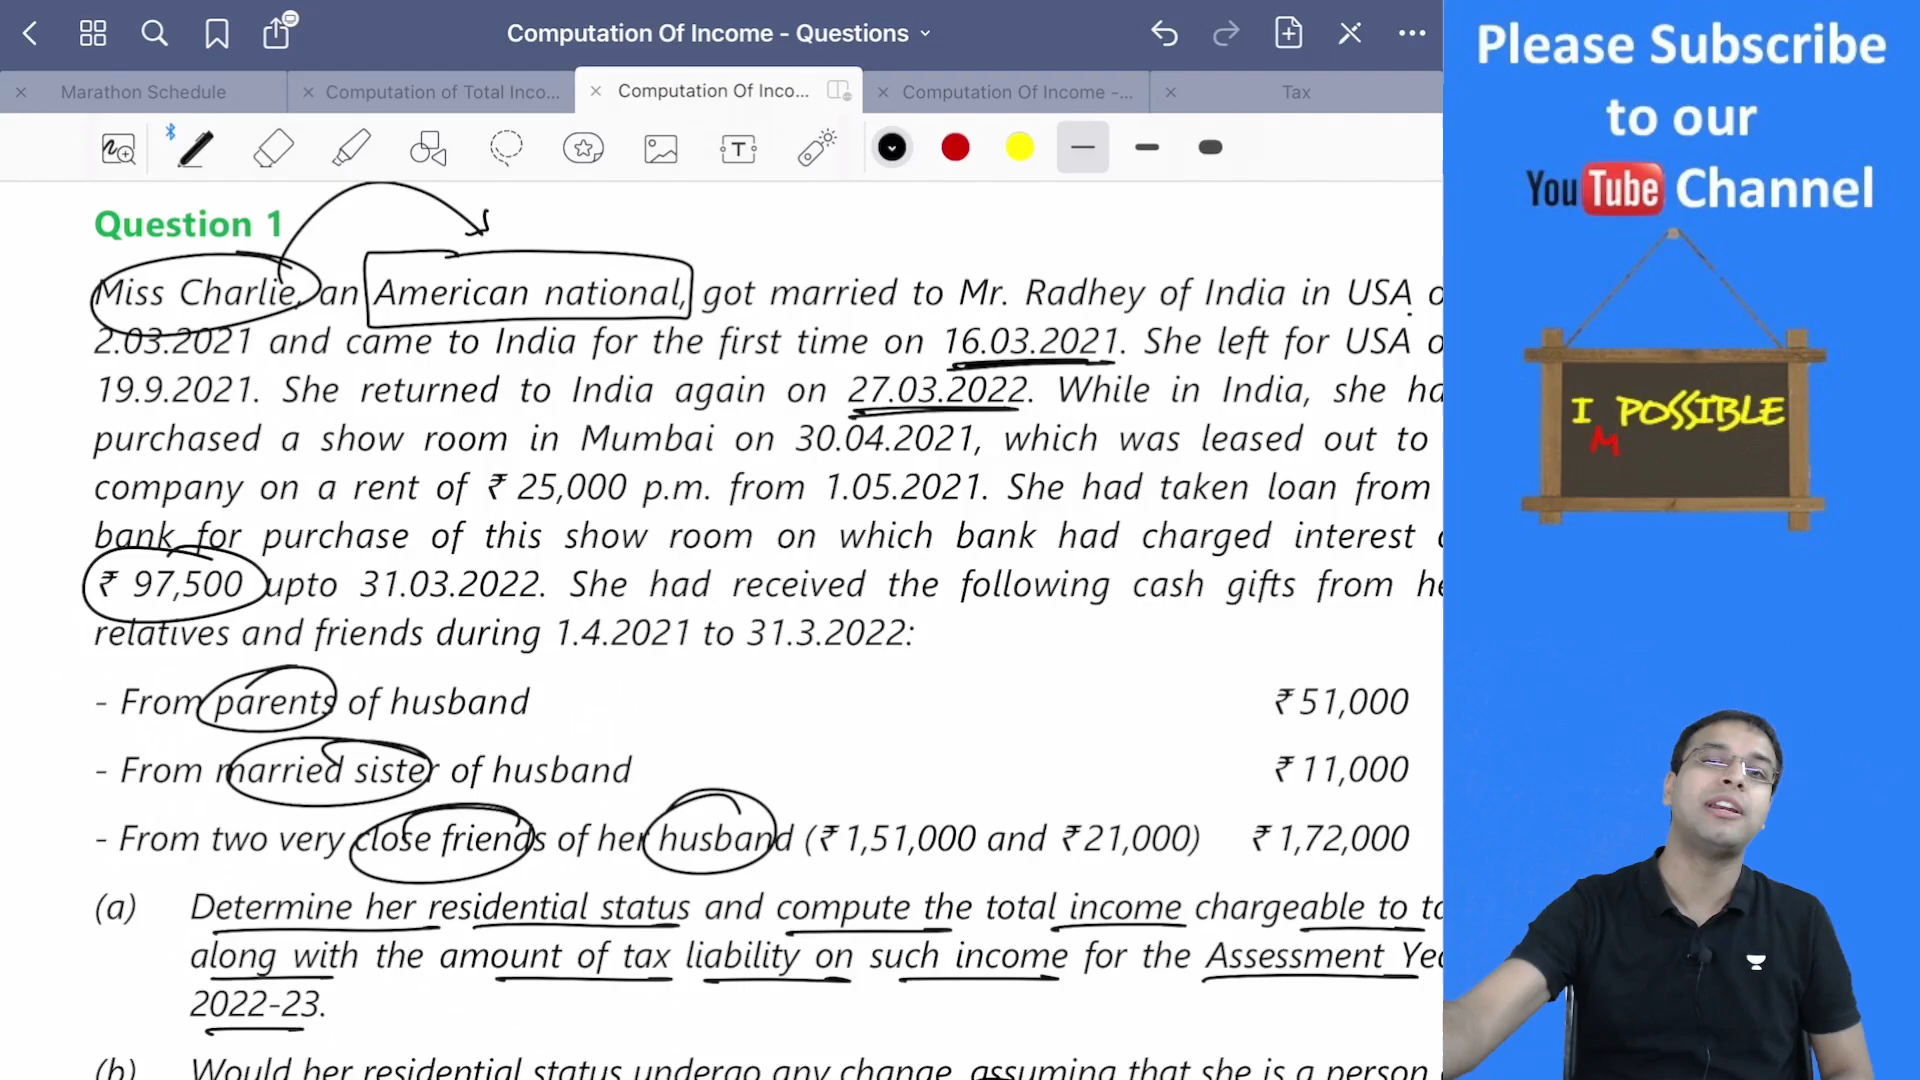 Computation Of Income - Questions
Marathon Schedule
Computation of Total Inco...
Computation Of Inco...
Computation Of Income -...
Tax
Question 1
Miss Charlie, an American national, got married to Mr. Radhey of India in USA
2.03.2021 and came to India for the first time on 16.03.2021. She left for USA
19.9.2021. She returned to India again on 27.03.2022. While in India, she
purchased a show room in Mumbai on 30.04.2021, which was leased out to
company on a rent of ₹ 25,000 p.m. from 1.05.2021. She had taken loan from
bank for purchase of this show room on which bank had charged interest
₹ 97,500 upto 31.03.2022. She had received the following cash gifts from
relatives and friends during 1.4.2021 to 31.3.2022:
- From parents of husband ₹ 51,000
- From married sister of husband ₹ 11,000
- From two very close friends of her husband (₹ 1,51,000 and ₹ 21,000) ₹ 1,72,000
(a) Determine her residential status and compute the total income chargeable to
along with the amount of tax liability on such income for the Assessment
2022-23.
(b) Would her residential status undergo any change, assuming that she is a person
Please Subscribe
to our
YouTube Channel
I POSSIBLE
M